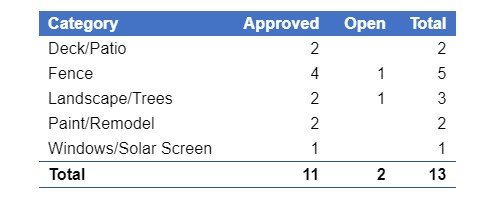 Category Approved Open Total
Deck/Patio 2 2
Fence 4 1 5
Landscape/Trees 2 1 3
Paint/Remodel 2 2
Windows/Solar Screen 1 1
Total 11 2 13